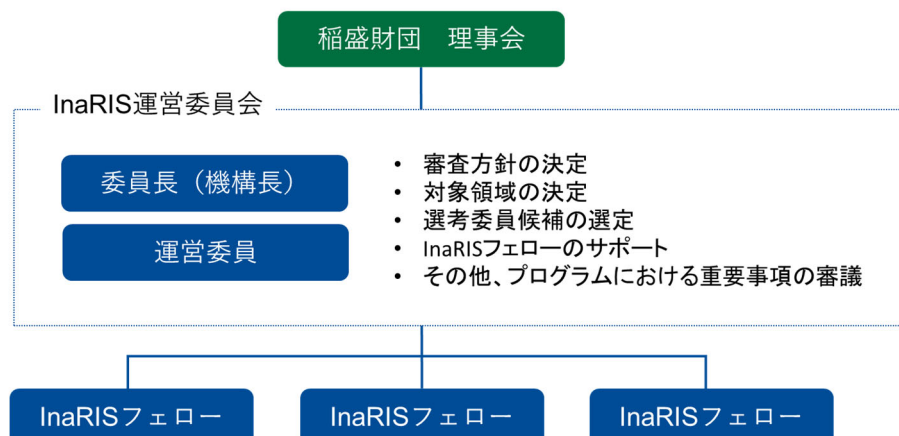 稲盛財団　理事会
InaRIS運営委員会
委員長（機構長）
運営委員
• 審査方針の決定
• 対象領域の決定
• 選考委員候補の選定
• InaRISフェローのサポート
• その他、プログラムにおける重要事項の審議
InaRISフェロー
InaRISフェロー
InaRISフェロー